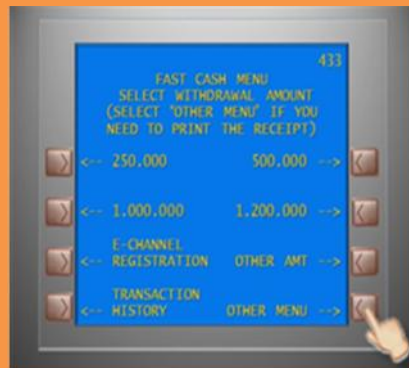 433
FAST CASH MENU
SELECT WITHDRAWAL AMOUNT
(SELECT "OTHER MENU" IF YOU
NEED TO PRINT THE RECEIPT)
<-- 250.000 500.000 -->
<-- 1.000.000 1.200.000 -->
E-CHANNEL
<-- REGISTRATION OTHER AMT -->
TRANSACTION
<-- HISTORY OTHER MENU -->